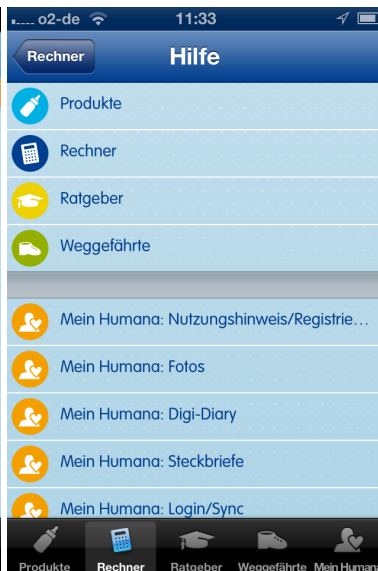 o2-de 11:33
Rechner Hilfe
Produkte
Rechner
Ratgeber
Weggefährte
Mein Humana: Nutzungshinweis/Registrie...
Mein Humana: Fotos
Mein Humana: Digi-Diary
Mein Humana: Steckbriefe
Mein Humana: Login/Sync
Produkte Rechner Ratgeber Weggefährte Mein Humana